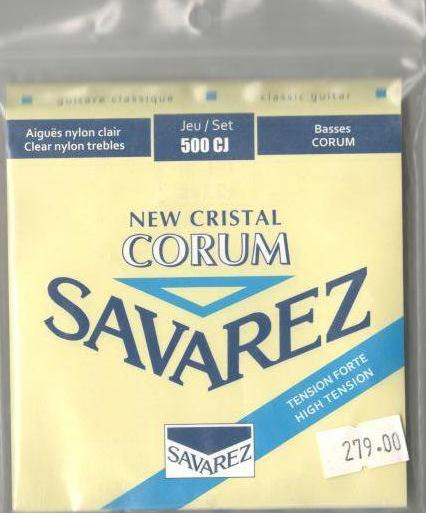 guitare classique
classic guitar
Aiguës nylon clair
Clear nylon trebles
Jeu / Set
500 CJ
Basses
CORUM
NEW CRISTAL
CORUM
SAVAREZ
TENSION FORTE
HIGH TENSION
SAVAREZ
279.00